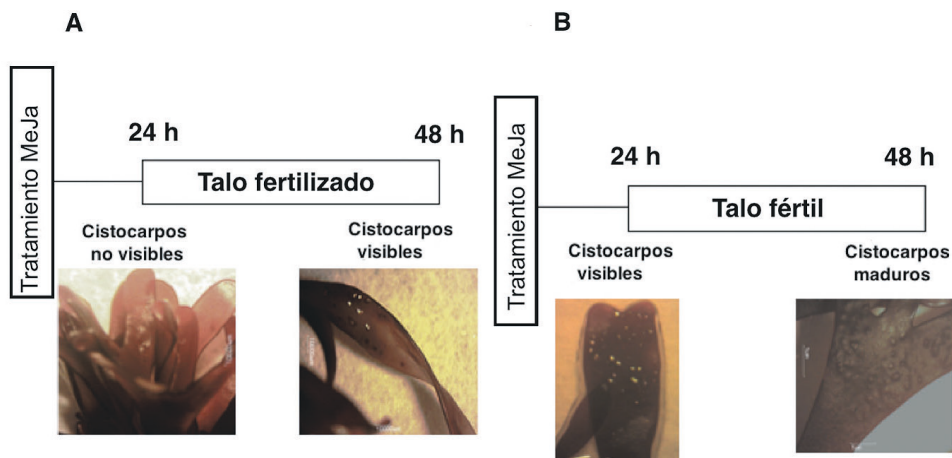 A
Tratamiento MeJa
24 h
48 h
Talo fertilizado
Cistocarpos
no visibles
Cistocarpos
visibles
B
Tratamiento MeJa
24 h
48 h
Talo fértil
Cistocarpos
visibles
Cistocarpos
maduros